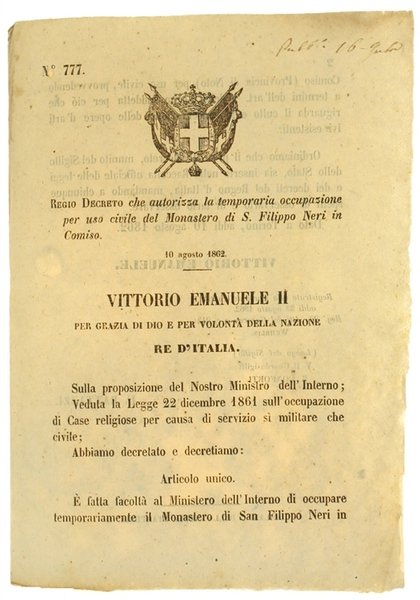 Pubb.
N° 777.
REGIO DECRETO che autorizza la temporaria occupazione
per uso civile del Monastero di S. Filippo Neri in
Comiso.
10 agosto 1862.
VITTORIO EMANUELE II
PER GRAZIA DI DIO E PER VOLONTÀ DELLA NAZIONE
RE D'ITALIA.
Sulla proposizione del Nostro Ministro dell'Interno;
Veduta la Legge 22 dicembre 1861 sull'occupazione
di Case religiose per causa di servizio sì militare che
civile;
Abbiamo decretato e decretiamo:
Articolo unico.
È fatta facoltà al Ministero dell'Interno di occupare
temporariamente il Monastero di San Filippo Neri in